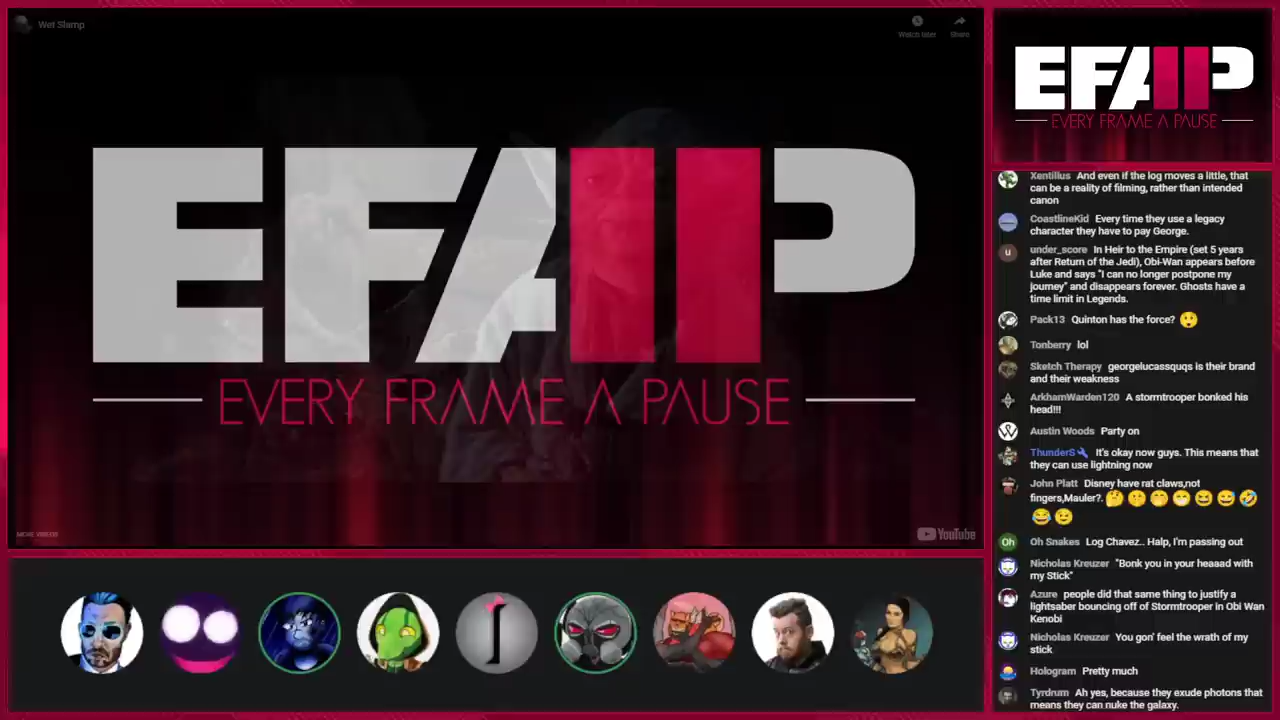 Wet Slamp
Watch later
Share
EFAP
EVERY FRAME A PAUSE
MORE VIDEOS
YouTube
EFAP
EVERY FRAME A PAUSE
Xentillus And even if the log moves a little, that
can be a reality of filming, rather than intended
canon
CoastlineKid Every time they use a legacy
character they have to pay George.
u
under_score In Heir to the Empire (set 5 years
after Return of the Jedi), Obi-Wan appears before
Luke and says "I can no longer postpone my
journey" and disappears forever. Ghosts have a
time limit in Legends.
Pack13 Quinton has the force? 😲
Tonberry lol
Sketch Therapy georgelucassquqs is their brand
and their weakness
ArkhamWarden120 A stormtrooper bonked his
head!!!
Austin Woods Party on
ThunderS It's okay now guys. This means that
they can use lightning now
John Platt Disney have rat claws,not
fingers,Mauler?.
Oh
Oh Snakes Log Chavez.. Halp, I'm passing out
Nicholas Kreuzer "Bonk you in your heaaad with
my Stick"
Azure people did that same thing to justify a
lightsaber bouncing off of Stormtrooper in Obi Wan
Kenobi
Nicholas Kreuzer You gon' feel the wrath of my
stick
Hologram Pretty much
Tyrdrum Ah yes, because they exude photons that
means they can nuke the galaxy.